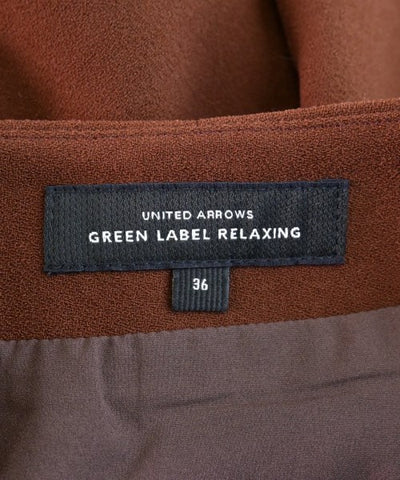 UNITED ARROWS
GREEN LABEL RELAXING
36